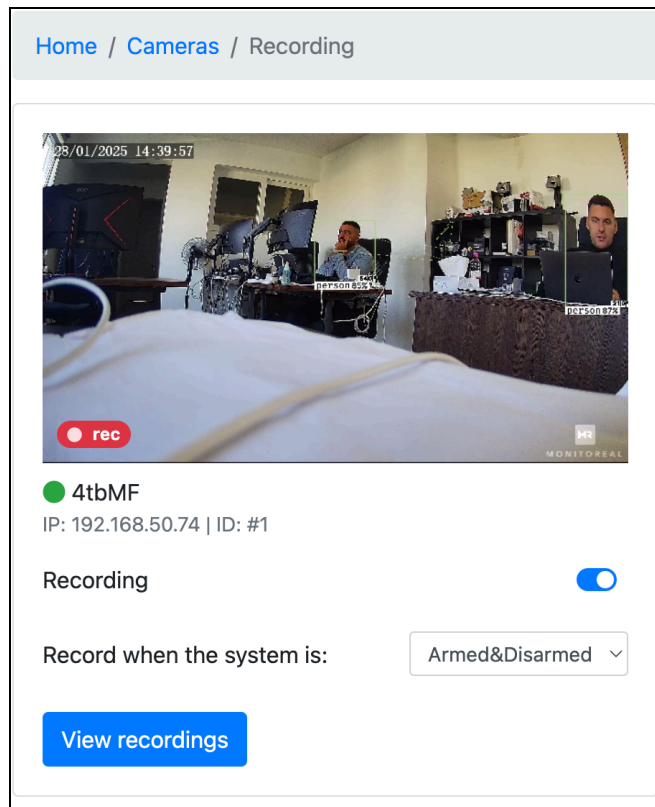 Home / Cameras / Recording
28/01/2025 14:39:57
person 85%
person 87%
rec
MR
MONITOREAL
4tbMF
IP: 192.168.50.74 | ID: #1
Recording
Record when the system is: Armed&Disarmed
View recordings